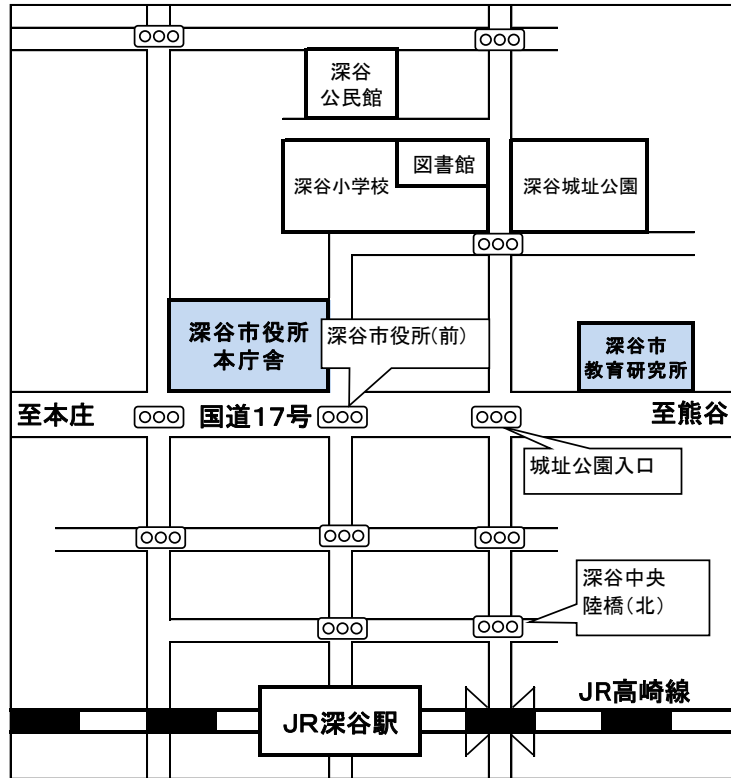 深谷
公民館
図書館
深谷小学校
深谷城址公園
深谷市役所
本庁舎
深谷市役所(前)
深谷市
教育研究所
至本庄
国道17号
至熊谷
城址公園入口
深谷中央
陸橋(北)
JR高崎線
JR深谷駅